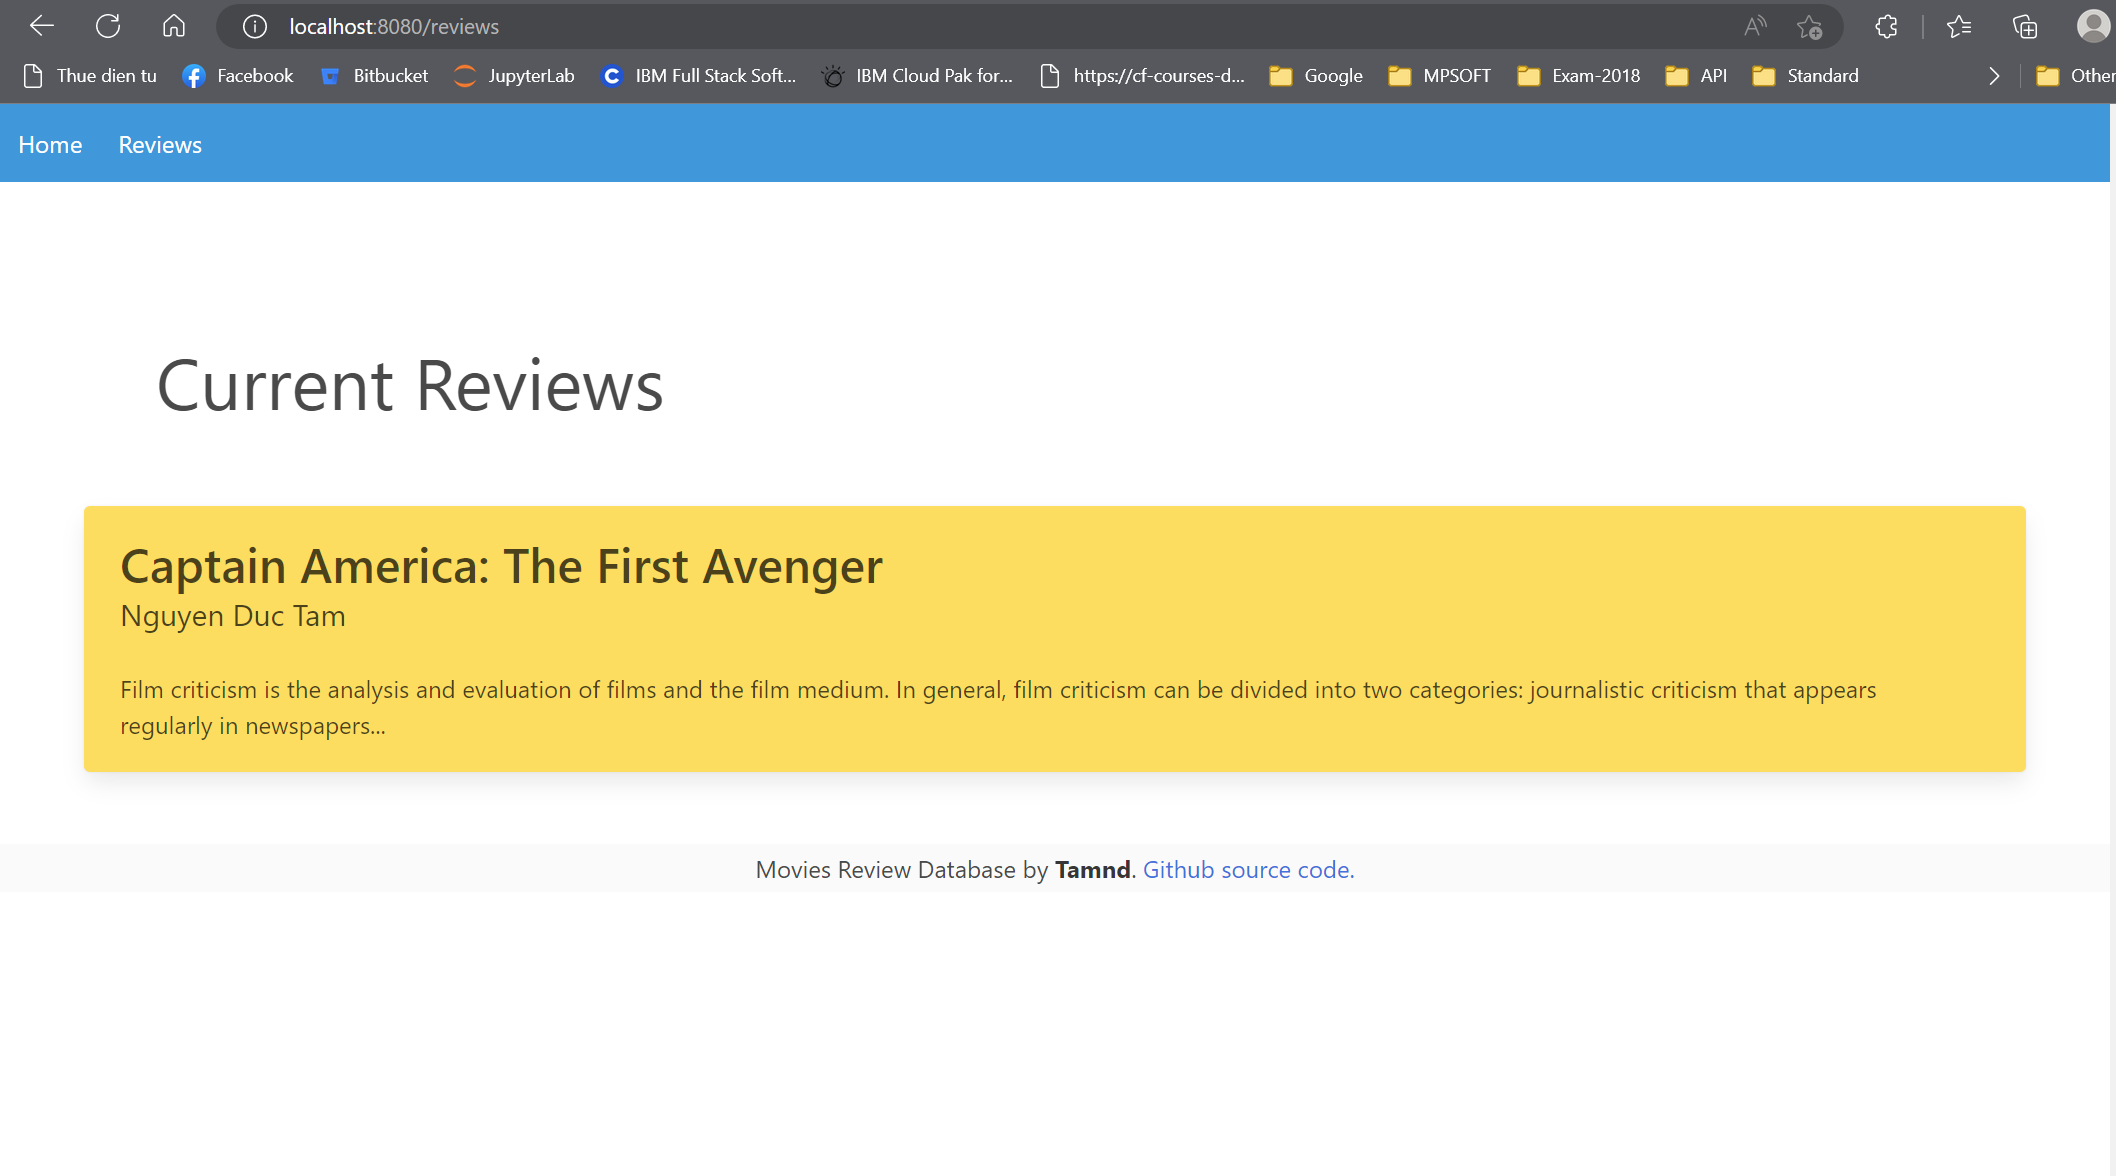 localhost:8080/reviews
Thue dien tu Facebook Bitbucket JupyterLab IBM Full Stack Soft... IBM Cloud Pak for... https://cf-courses-d... Google MPSOFT Exam-2018 API Standard Other
Home Reviews
Current Reviews
Captain America: The First Avenger
Nguyen Duc Tam
Film criticism is the analysis and evaluation of films and the film medium. In general, film criticism can be divided into two categories: journalistic criticism that appears
regularly in newspapers...
Movies Review Database by Tamnd. Github source code.